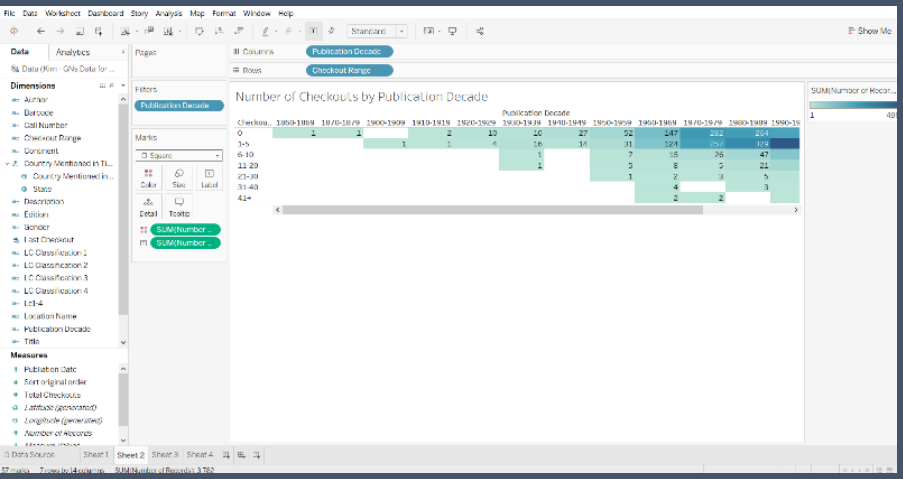 File Data Worksheet Dashboard Story Analysis Map Format Window Help
Standard
Show Me
Data Analytics
Data (Kim - GNs Data for ...
Dimensions
Author
Barcode
Call Number
Checkout Range
Continent
Country Mentioned in Ti...
Country Mentioned in...
State
Description
Edition
Gender
Last Checkout
LC Classification 1
LC Classification 2
LC Classification 3
LC Classification 4
Lc1-4
Location Name
Publication Decade
Title
Measures
Publiation Date
Sort original order
Total Checkouts
Latitude (generated)
Longitude (generated)
Number of Records
Measure Values
Pages
Filters
Publication Decade
Marks
Square
Color Size Label
Detail Tooltip
SUM(Number ..
SUM(Number ..
Columns Publication Decade
Rows Checkout Range
Number of Checkouts by Publication Decade
Publication Decade
Checkou.. 1860-1869 1870-1879 1900-1909 1910-1919 1920-1929 1930-1939 1940-1949 1950-1959 1960-1969 1970-1979 1980-1989 1990-19
0 1 1 2 10 10 27 52 147 282 264
1-5 1 1 4 16 14 31 124 257 329
6-10 1 7 15 26 47
11-20 1 5 8 5 21
21-30 1 2 3 5
31-40 4 3
41+ 2 2
SUM(Number of Recor...
1
Data Source Sheet 1 Sheet 2 Sheet 3 Sheet 4
57 marks 7 rows by 14 columns SUM(Number of Records): 3,782